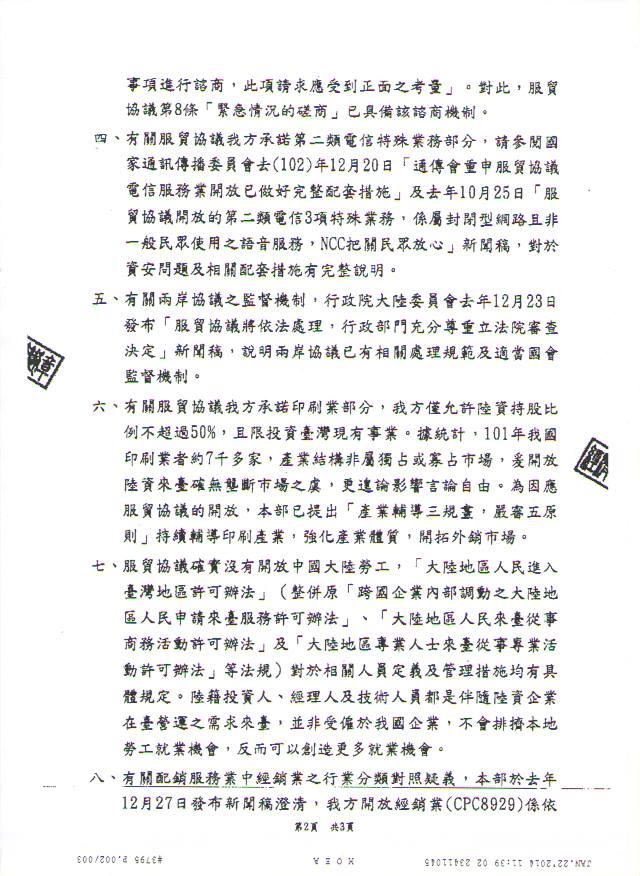 事項進行諮商，此項請求應受到正面之考量」。對此，服貿
協議第8條「緊急情況的磋商」已具備該諮商機制。
四、有關服貿協議我方承諾第二類電信特殊業務部分，請參閱國
家通訊傳播委員會去(102)年12月20日「通傳會重申服貿協議
電信服務業開放已做好完整配套措施」及去年10月25日「服
貿協議開放的第二類電信3項特殊業務，係屬封閉型網路且非
一般民眾使用之語音服務，NCC把關民眾放心」新聞稿，對於
資安問題及相關配套措施有完整說明。
五、有關兩岸協議之監督機制，行政院大陸委員會去年12月23日
發布「服貿協議將依法處理，行政部門充分尊重立法院審查
決定」新聞稿，說明兩岸協議已有相關處理規範及適當國會
監督機制。
六、有關服貿協議我方承諾印刷業部分，我方僅允許陸資持股比
例不超過50%，且限投資臺灣現有事業。據統計，101年我國
印刷業者約7千多家，產業結構非屬獨占或寡占市場，爰開放
陸資來臺確無壟斷市場之虞，更遑論影響言論自由。為因應
服貿協議的開放，本部已提出「產業輔導三規畫，嚴審五原
則」持續輔導印刷產業，強化產業體質，開拓外銷市場。
七、服貿協議確實沒有開放中國大陸勞工，「大陸地區人民進入
臺灣地區許可辦法」（整併原「跨國企業內部調動之大陸地
區人民申請來臺服務許可辦法」、「大陸地區人民來臺從事
商務活動許可辦法」及「大陸地區專業人士來臺從事專業活
動許可辦法」等法規）對於相關人員定義及管理措施均有具
體規定。陸籍投資人、經理人及技術人員都是伴隨陸資企業
在臺營運之需求來臺，並非受僱於我國企業，不會排擠本地
勞工就業機會，反而可以創造更多就業機會。
八、有關配銷服務業中經銷業之行業分類對照疑義，本部於去年
12月27日發布新聞稿澄清，我方開放經銷業(CPC8929)係依
第2頁 共3頁
JAN.22'2014 11:39 02 23411045 MOEA #3795 P.002/003